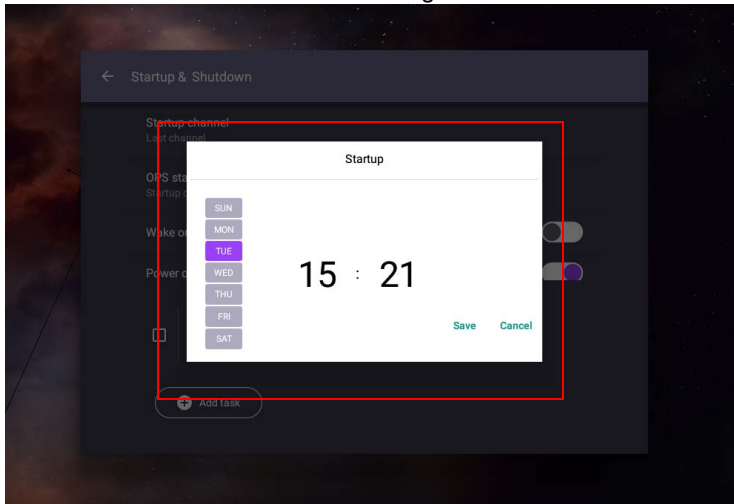 Startup & Shutdown
Startup channel
Last channel
Startup
OPS sta
Startup
SUN
Wake o
MON
TUE
Power o
WED
15 : 21
THU
FRI
Save Cancel
SAT
Add task